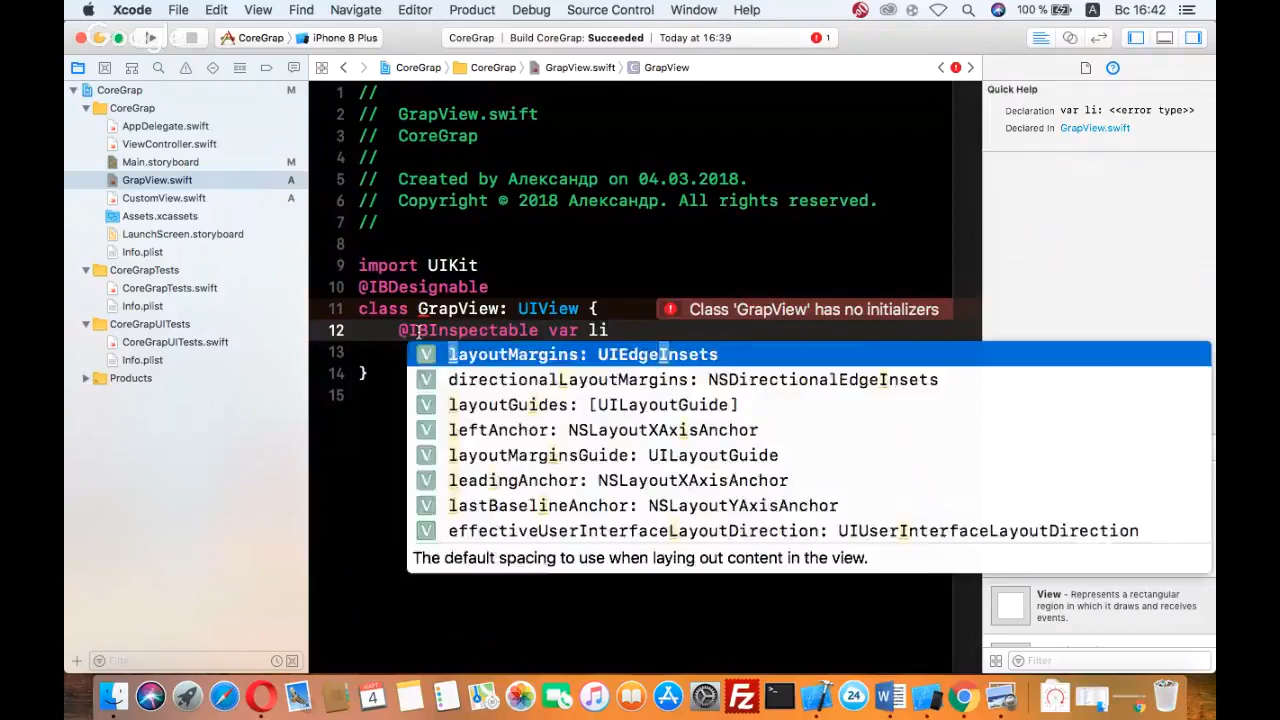 Xcode File Edit View Find Navigate Editor Product Debug Source Control Window Help 100 % A Вс 16:42
CoreGrap iPhone 8 Plus CoreGrap Build CoreGrap: Succeeded Today at 16:39 1
CoreGrap CoreGrap GrapView.swift C GrapView
CoreGrap M
CoreGrap
AppDelegate.swift
ViewController.swift
Main.storyboard M
GrapView.swift A
CustomView.swift A
Assets.xcassets
LaunchScreen.storyboard
Info.plist
CoreGrapTests
CoreGrapTests.swift
Info.plist
CoreGrapUITests
CoreGrapUITests.swift
Info.plist
Products
Filter
1 //
2 // GrapView.swift
3 // CoreGrap
4 //
5 // Created by Александр on 04.03.2018.
6 // Copyright © 2018 Александр. All rights reserved.
7 //
8
9 import UIKit
10 @IBDesignable
11 class GrapView: UIView { Class 'GrapView' has no initializers
12 @IBInspectable var li
13
14 }
15
V layoutMargins: UIEdgeInsets
V directionalLayoutMargins: NSDirectionalEdgeInsets
V layoutGuides: [UILayoutGuide]
V leftAnchor: NSLayoutXAxisAnchor
V layoutMarginsGuide: UILayoutGuide
V leadingAnchor: NSLayoutXAxisAnchor
V lastBaselineAnchor: NSLayoutYAxisAnchor
V effectiveUserInterfaceLayoutDirection: UIUserInterfaceLayoutDirection
The default spacing to use when laying out content in the view.
Quick Help
Declaration var li: <<error type>>
Declared In GrapView.swift
View - Represents a rectangular
region in which it draws and receives
events.
Filter
МАРТ
4
Fz
24
W